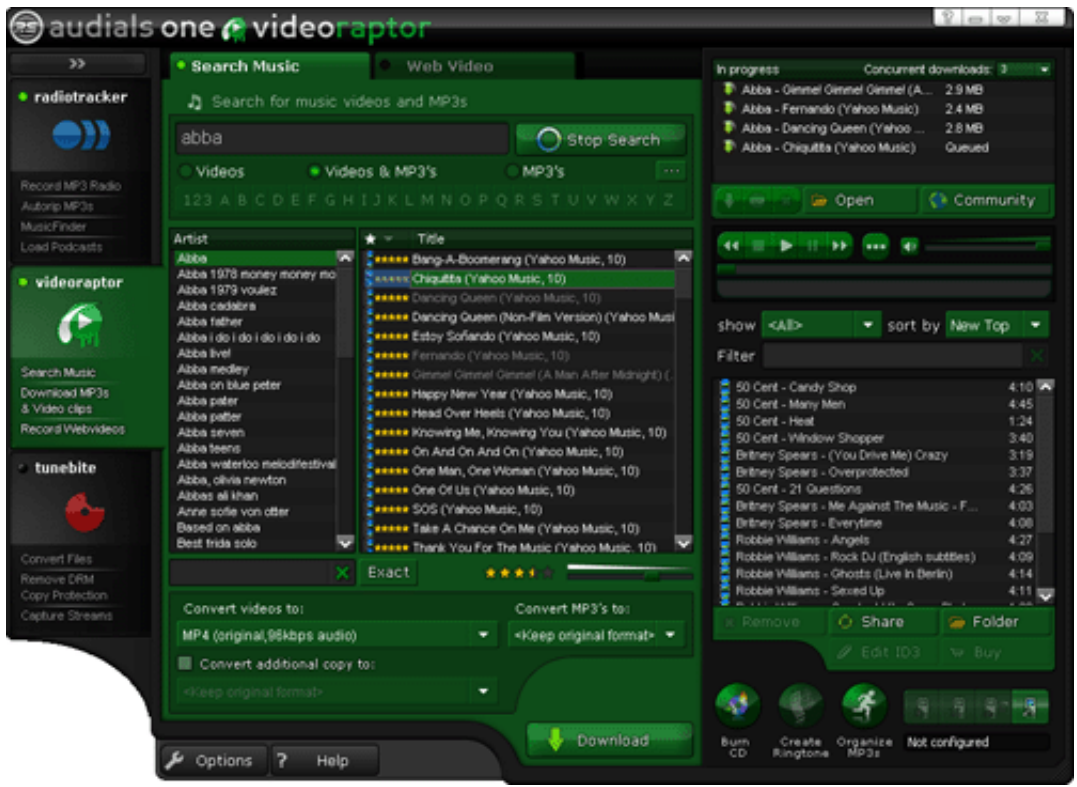 audials one videoraptor
>>
radiotracker
Record MP3 Radio
Autorip MP3s
MusicFinder
Load Podcasts
videoraptor
Search Music
Download MP3s
& Video clips
Record Webvideos
tunebite
Convert Files
Remove DRM
Copy Protection
Capture Streams
Search Music
Web Video
Search for music videos and MP3s
abba
Stop Search
Videos
Videos & MP3's
MP3's
...
123 A B C D E F G H I J K L M N O P Q R S T U V W X Y Z
Artist
Abba
Abba 1978 money money mo
Abba 1979 voulez
Abba cadabra
Abba father
Abba i do i do i do i do i do
Abba live!
Abba medley
Abba on blue peter
Abba pater
Abba patter
Abba seven
Abba teens
Abba waterloo melodifestival
Abba, olivia newton
Abbas ali khan
Anne sofie von otter
Based on abba
Best frida solo
Title
Bang-A-Boomerang (Yahoo Music, 10)
Chiquitita (Yahoo Music, 10)
Dancing Queen (Yahoo Music, 10)
Dancing Queen (Non-Film Version) (Yahoo Musi
Estoy Soñando (Yahoo Music, 10)
Fernando (Yahoo Music, 10)
Gimme! Gimme! Gimme! (A Man After Midnight) (..
Happy New Year (Yahoo Music, 10)
Head Over Heels (Yahoo Music, 10)
Knowing Me, Knowing You (Yahoo Music, 10)
On And On And On (Yahoo Music, 10)
One Man, One Woman (Yahoo Music, 10)
One Of Us (Yahoo Music, 10)
SOS (Yahoo Music, 10)
Take A Chance On Me (Yahoo Music, 10)
Thank You For The Music (Yahoo Music, 10)
Exact
Convert videos to:
MP4 (original,96kbps audio)
Convert MP3's to:
<Keep original format>
Convert additional copy to:
<Keep original format>
Download
Options
? Help
In progress
Concurrent downloads: 3
Abba - Gimme! Gimme! Gimme! (A... 2.9 MB
Abba - Fernando (Yahoo Music) 2.4 MB
Abba - Dancing Queen (Yahoo ... 2.8 MB
Abba - Chiquitita (Yahoo Music) Queued
Open
Community
show <All>
sort by New Top
Filter
50 Cent - Candy Shop 4:10
50 Cent - Many Men 4:45
50 Cent - Heat 1:24
50 Cent - Window Shopper 3:40
Britney Spears - (You Drive Me) Crazy 3:19
Britney Spears - Overprotected 3:37
50 Cent - 21 Questions 4:26
Britney Spears - Me Against The Music - F... 4:03
Britney Spears - Everytime 4:08
Robbie Williams - Angels 4:27
Robbie Williams - Rock DJ (English subtitles) 4:09
Robbie Williams - Ghosts (Live In Berlin) 4:14
Robbie Williams - Sexed Up 4:11
Remove
Share
Folder
Edit ID3
Buy
Burn CD
Create Ringtone
Organize MP3s
Not configured